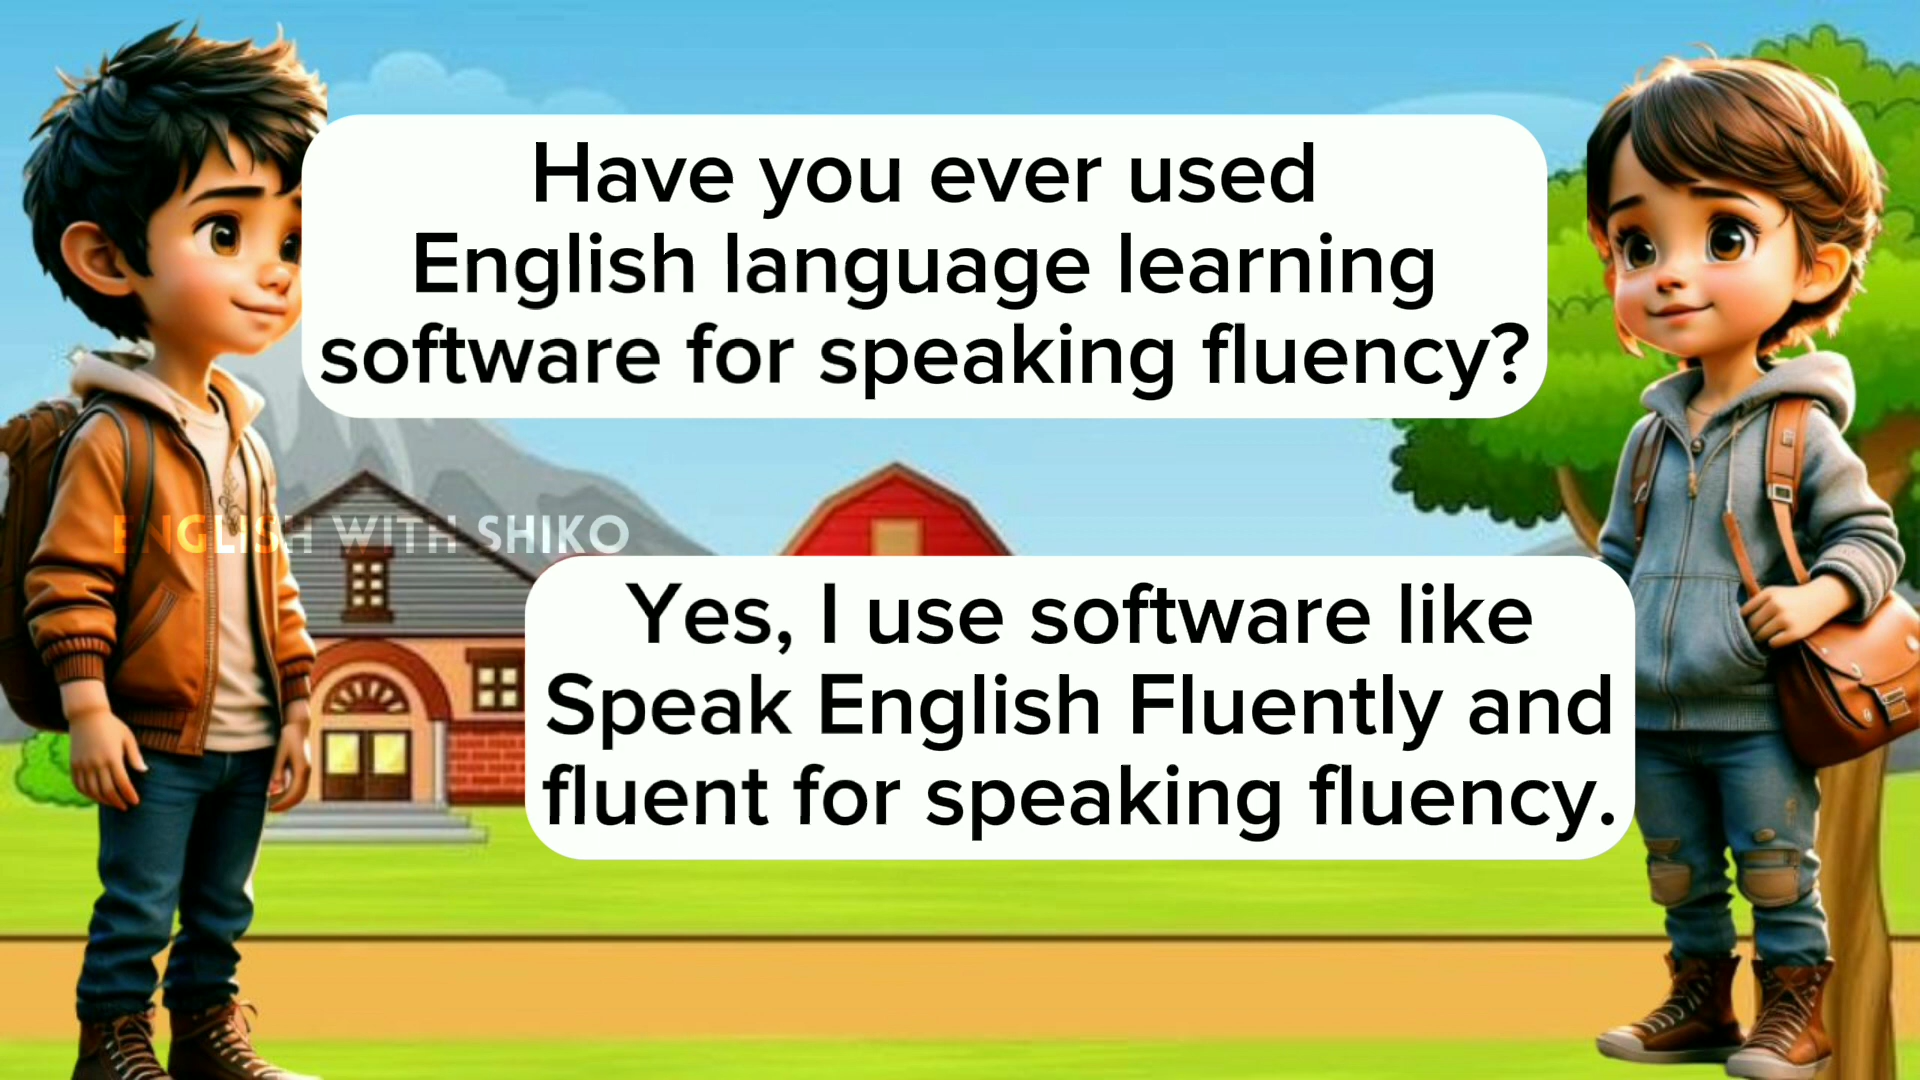 Have you ever used
English language learning
software for speaking fluency?
ENGLISH WITH SHIKO
Yes, I use software like
Speak English Fluently and
fluent for speaking fluency.